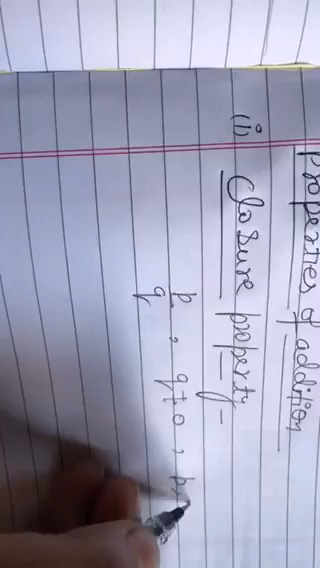 Properties of addition
(i) Closure property -
p/q , q≠0 , p,